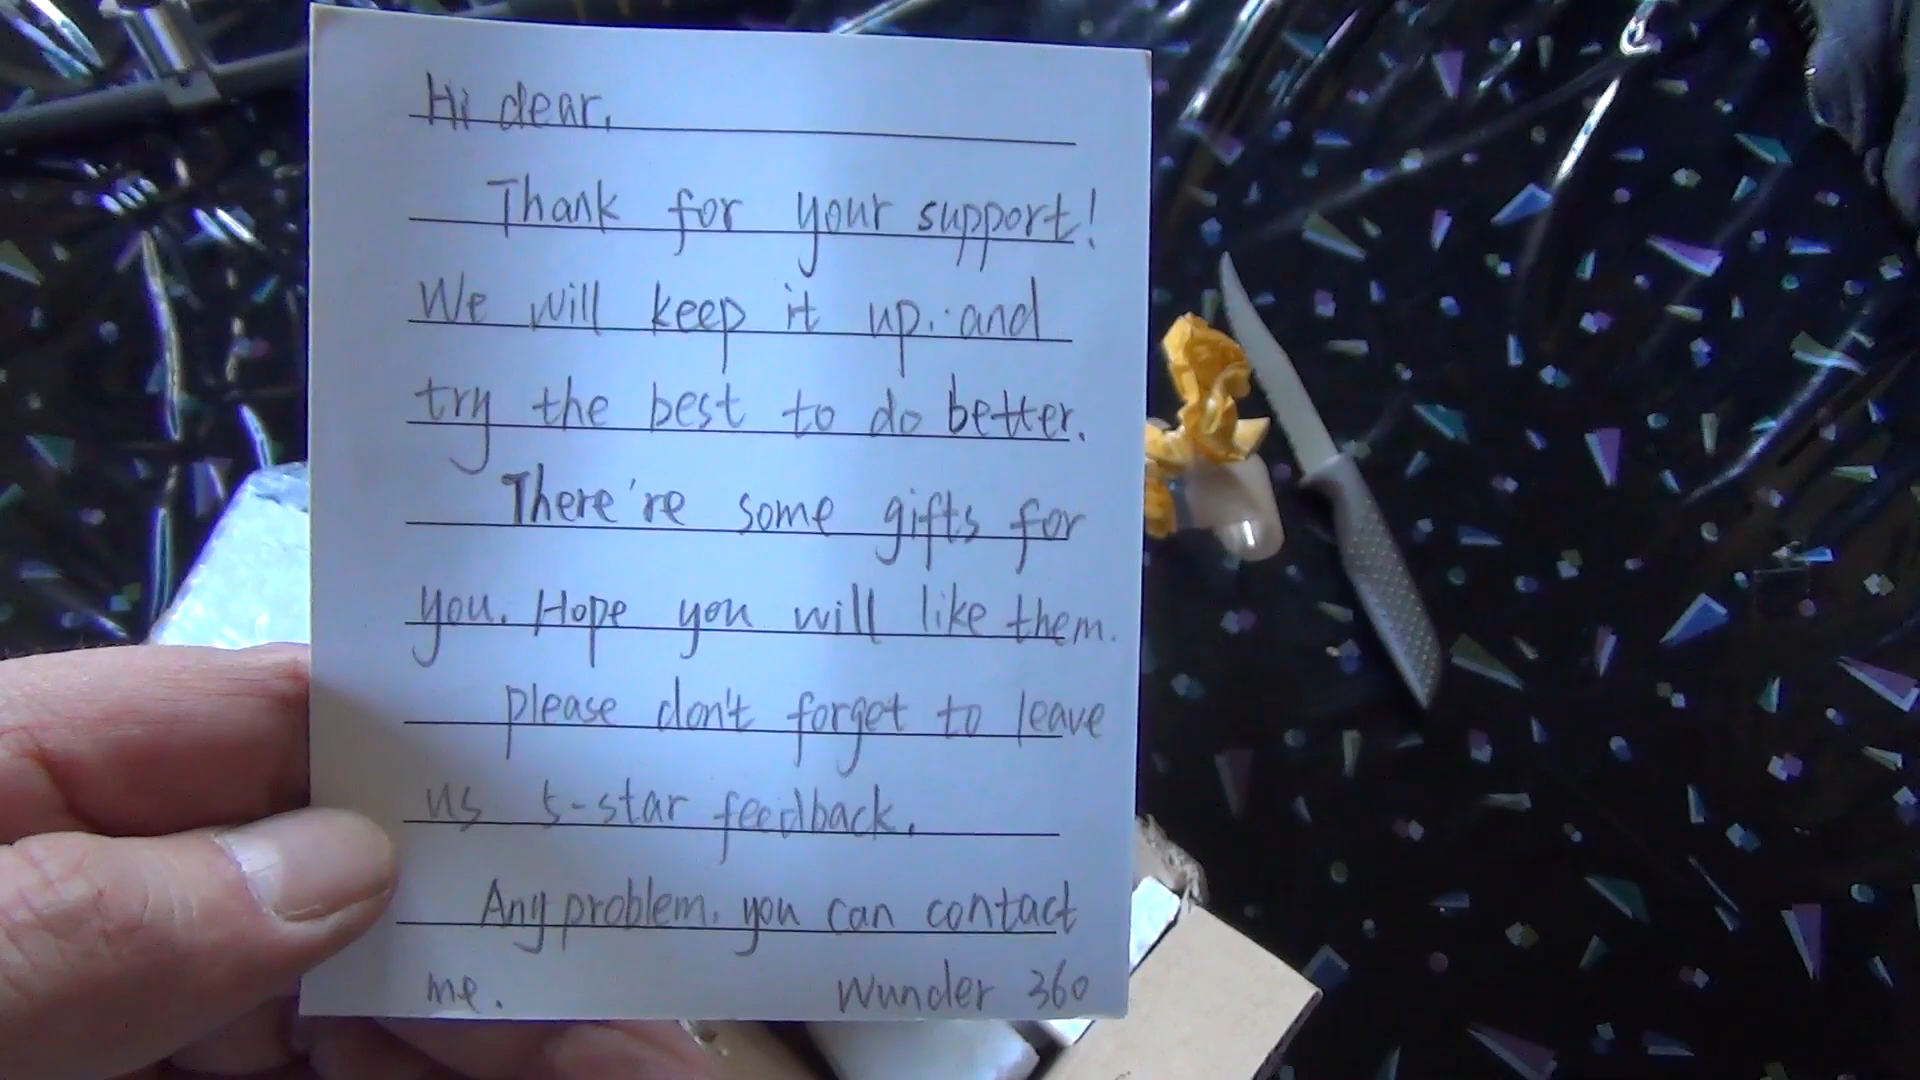 Hi dear,
Thank for your support!
We will keep it up. and
try the best to do better.
There're some gifts for
you. Hope you will like them.
please don't forget to leave
us 5-star feedback.
Any problem. you can contact
me. Wunder 360